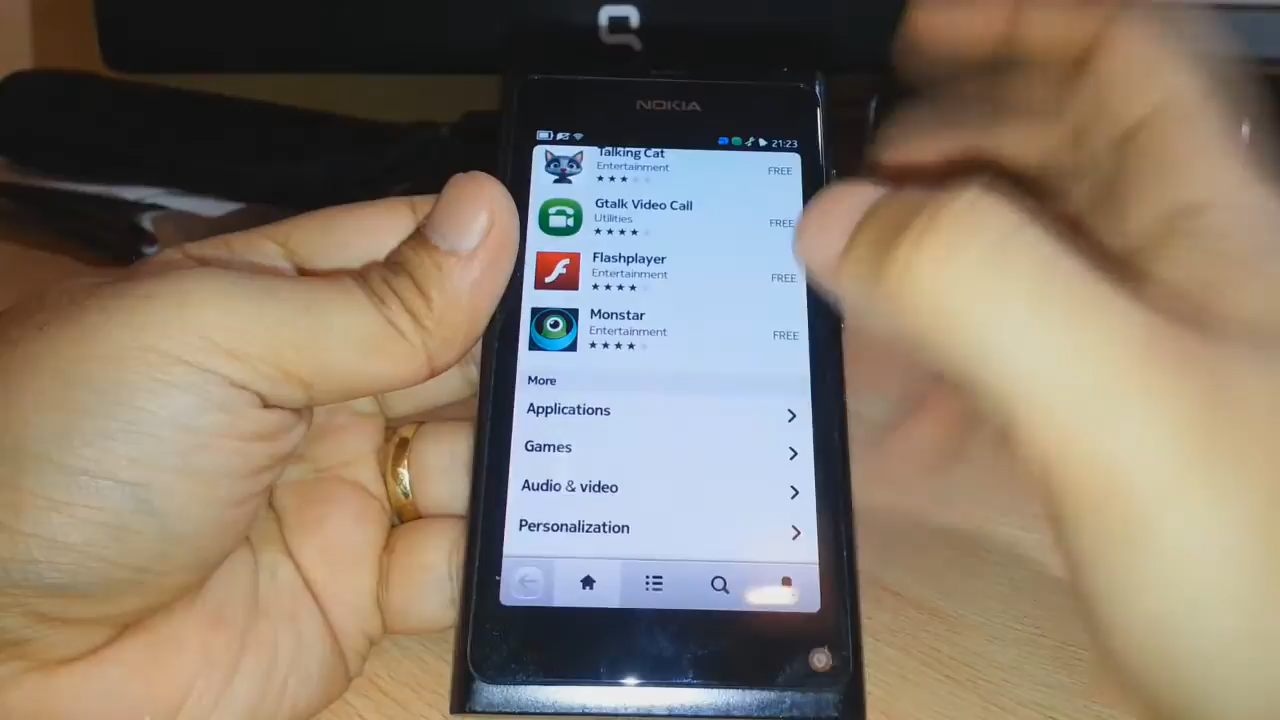 NOKIA
21:23
Talking Cat
Entertainment
FREE
Gtalk Video Call
Utilities
FREE
Flashplayer
Entertainment
FREE
Monstar
Entertainment
FREE
More
Applications
Games
Audio & video
Personalization